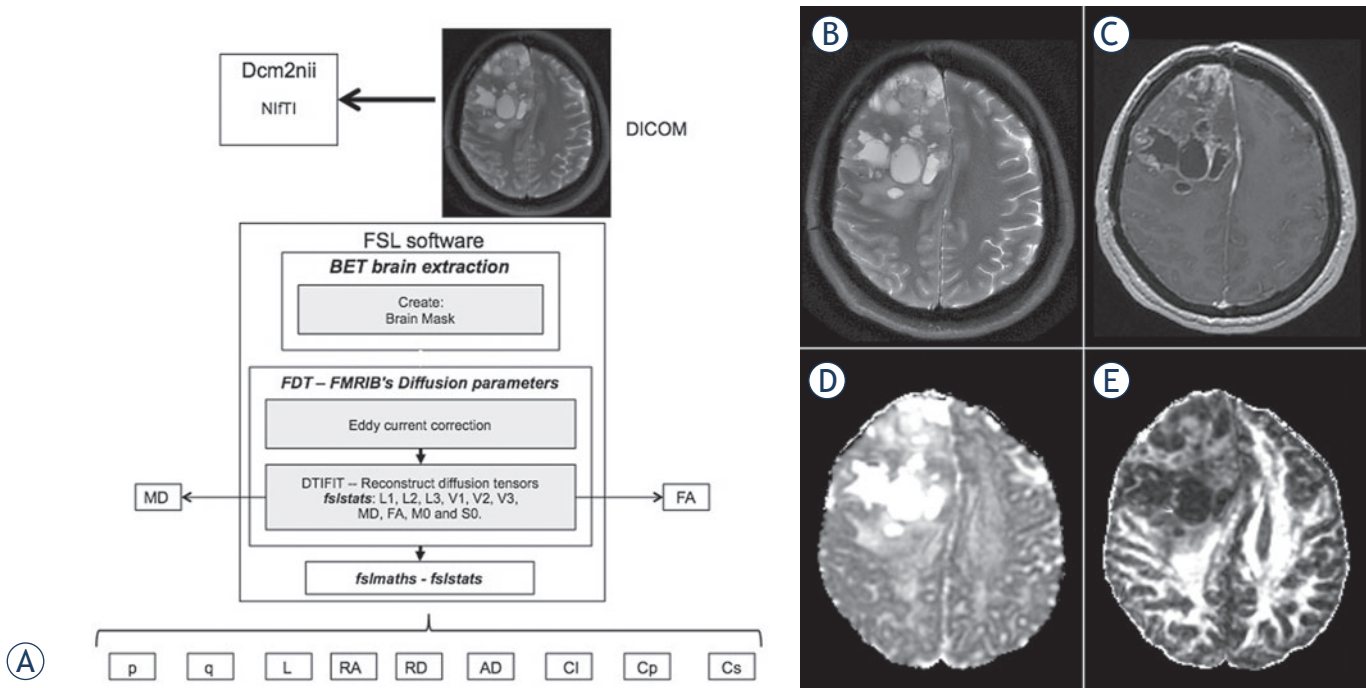 Dcm2nii
NIfTI
DICOM
FSL software
BET brain extraction
Create:
Brain Mask
FDT – FMRIB's Diffusion parameters
Eddy current correction
DTIFIT -- Reconstruct diffusion tensors
fslstats: L1, L2, L3, V1, V2, V3,
MD, FA, M0 and S0.
MD
FA
fslmaths - fslstats
p q L RA RD AD Cl Cp Cs
A
B
C
D
E